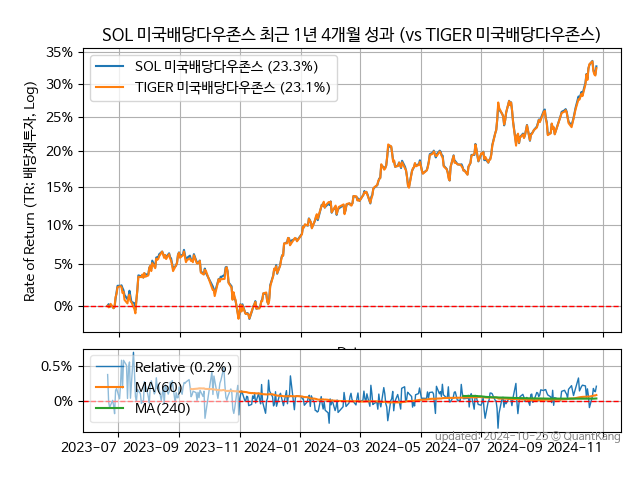 SOL 미국배당다우존스 최근 1년 4개월 성과 (vs TIGER 미국배당다우존스)
Rate of Return (TR: 배당재투자, Log)
35%
30%
25%
20%
15%
10%
5%
0%
SOL 미국배당다우존스 (23.3%)
TIGER 미국배당다우존스 (23.1%)
0.5%
0%
Relative (0.2%)
MA(60)
MA(240)
updated: 2024-10-25 © QuantKang
2023-07 2023-09 2023-11 2024-01 2024-03 2024-05 2024-07 2024-09 2024-11